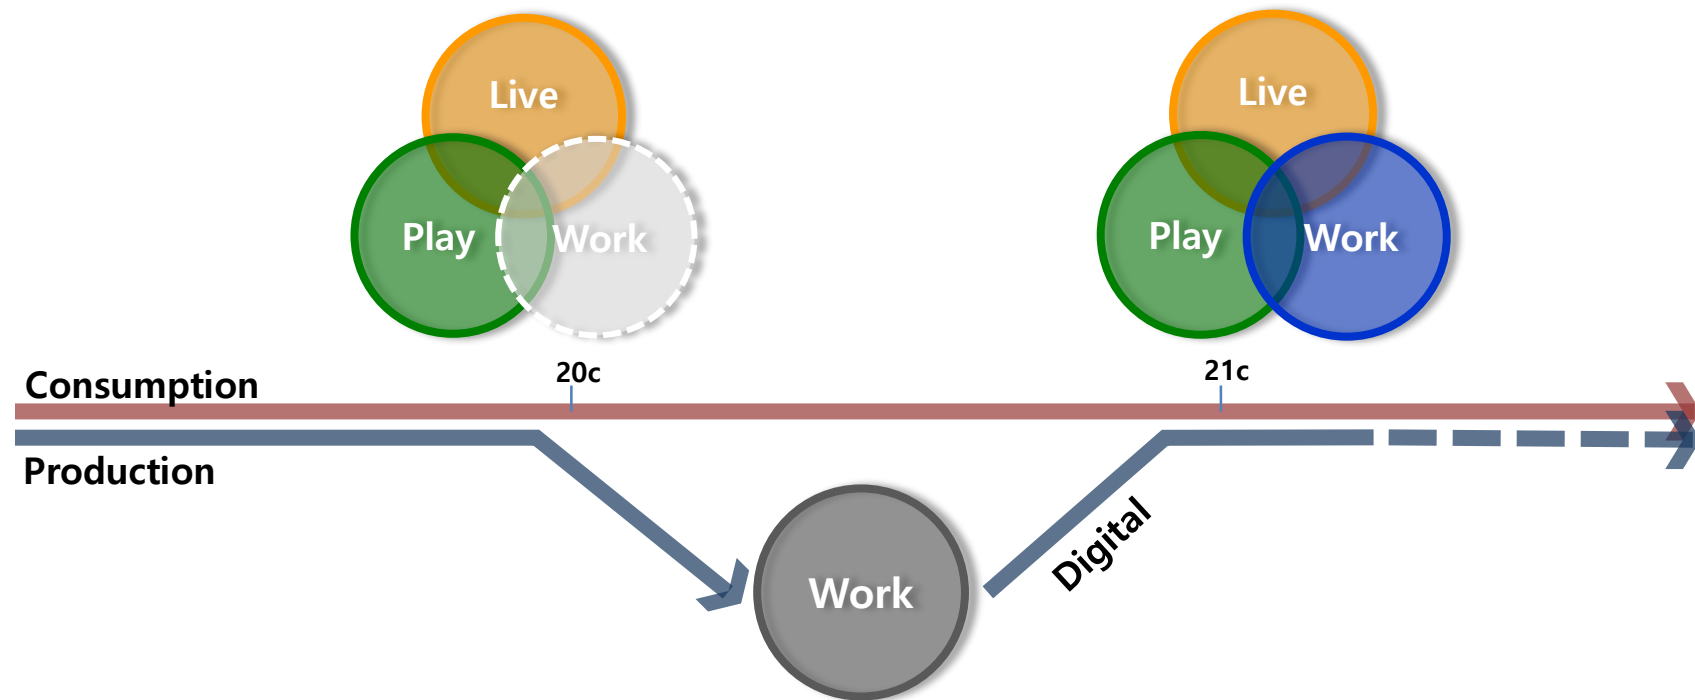 Live
Play
Work
Live
Play
Work
Consumption
20c
21c
Production
Work
Digital